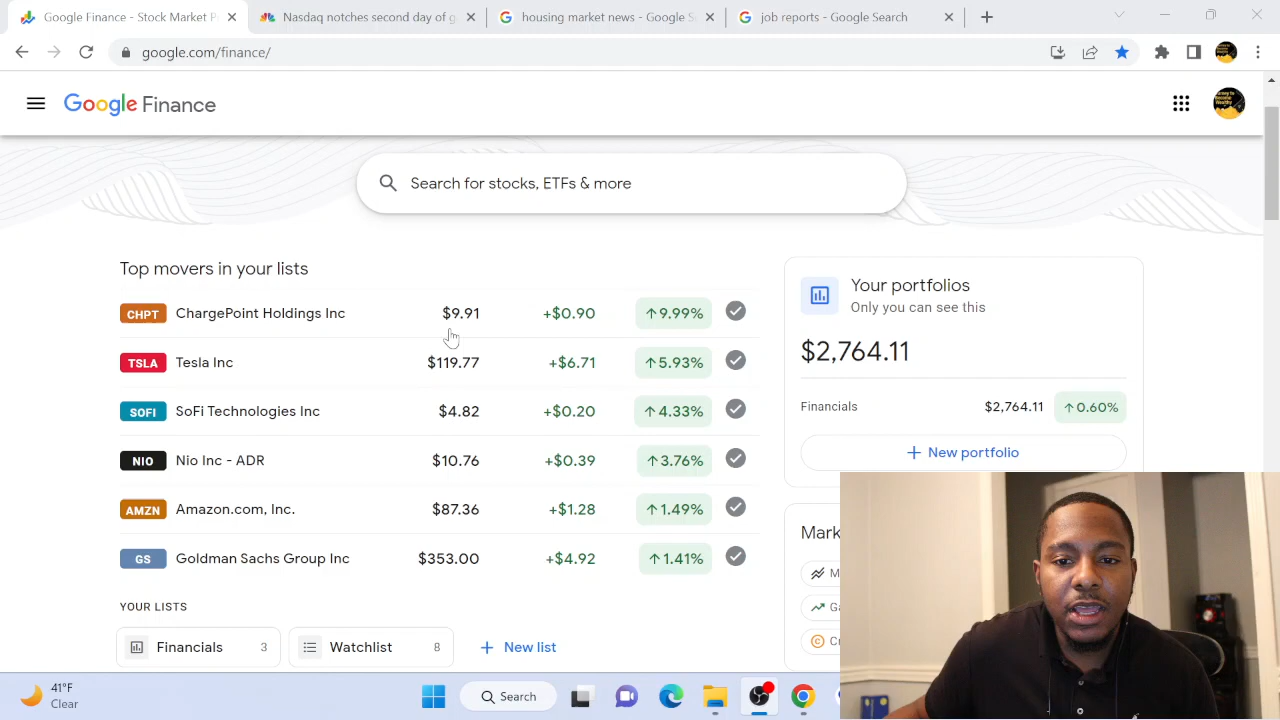 Google Finance - Stock Market P
Nasdaq notches second day of g
housing market news - Google S
job reports - Google Search
google.com/finance/
Google Finance
Search for stocks, ETFs & more
Top movers in your lists
CHPT ChargePoint Holdings Inc $9.91 +$0.90 ↑9.99%
TSLA Tesla Inc $119.77 +$6.71 ↑5.93%
SOFI SoFi Technologies Inc $4.82 +$0.20 ↑4.33%
NIO Nio Inc - ADR $10.76 +$0.39 ↑3.76%
AMZN Amazon.com, Inc. $87.36 +$1.28 ↑1.49%
GS Goldman Sachs Group Inc $353.00 +$4.92 ↑1.41%
YOUR LISTS
Financials 3
Watchlist 8
+ New list
Your portfolios
Only you can see this
$2,764.11
Financials $2,764.11 ↑0.60%
+ New portfolio
Mark
M
Ga
C
41°F
Clear
Search